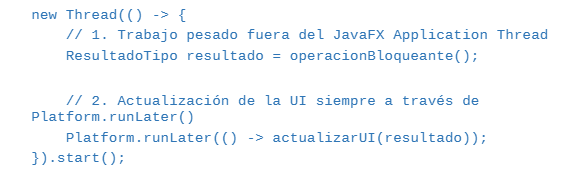 new Thread(() -> {
    // 1. Trabajo pesado fuera del JavaFX Application Thread
    ResultadoTipo resultado = operacionBloqueante();

    // 2. Actualización de la UI siempre a través de
Platform.runLater()
    Platform.runLater(() -> actualizarUI(resultado));
}).start();